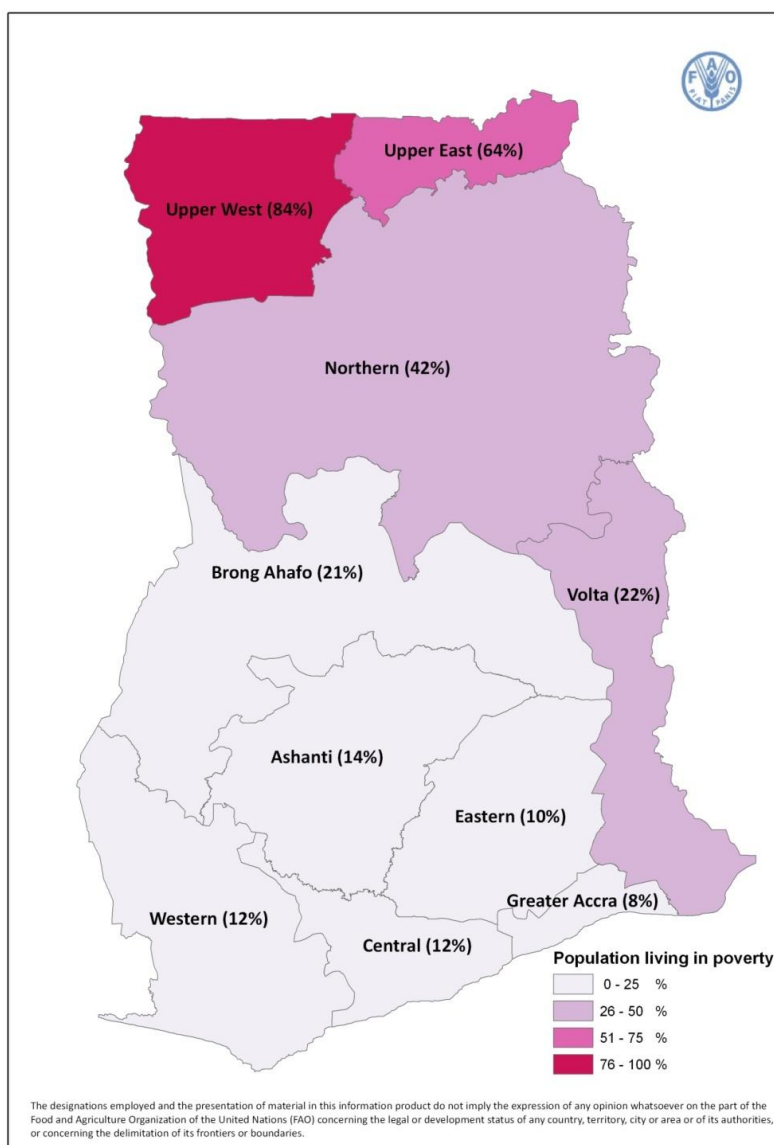 FAO
FIAT PANIS
Upper East (64%)
Upper West (84%)
Northern (42%)
Brong Ahafo (21%)
Volta (22%)
Ashanti (14%)
Eastern (10%)
Greater Accra (8%)
Western (12%)
Central (12%)
Population living in poverty
0 - 25 %
26 - 50 %
51 - 75 %
76 - 100 %
The designations employed and the presentation of material in this information product do not imply the expression of any opinion whatsoever on the part of the
Food and Agriculture Organization of the United Nations (FAO) concerning the legal or development status of any country, territory, city or area or of its authorities,
or concerning the delimitation of its frontiers or boundaries.